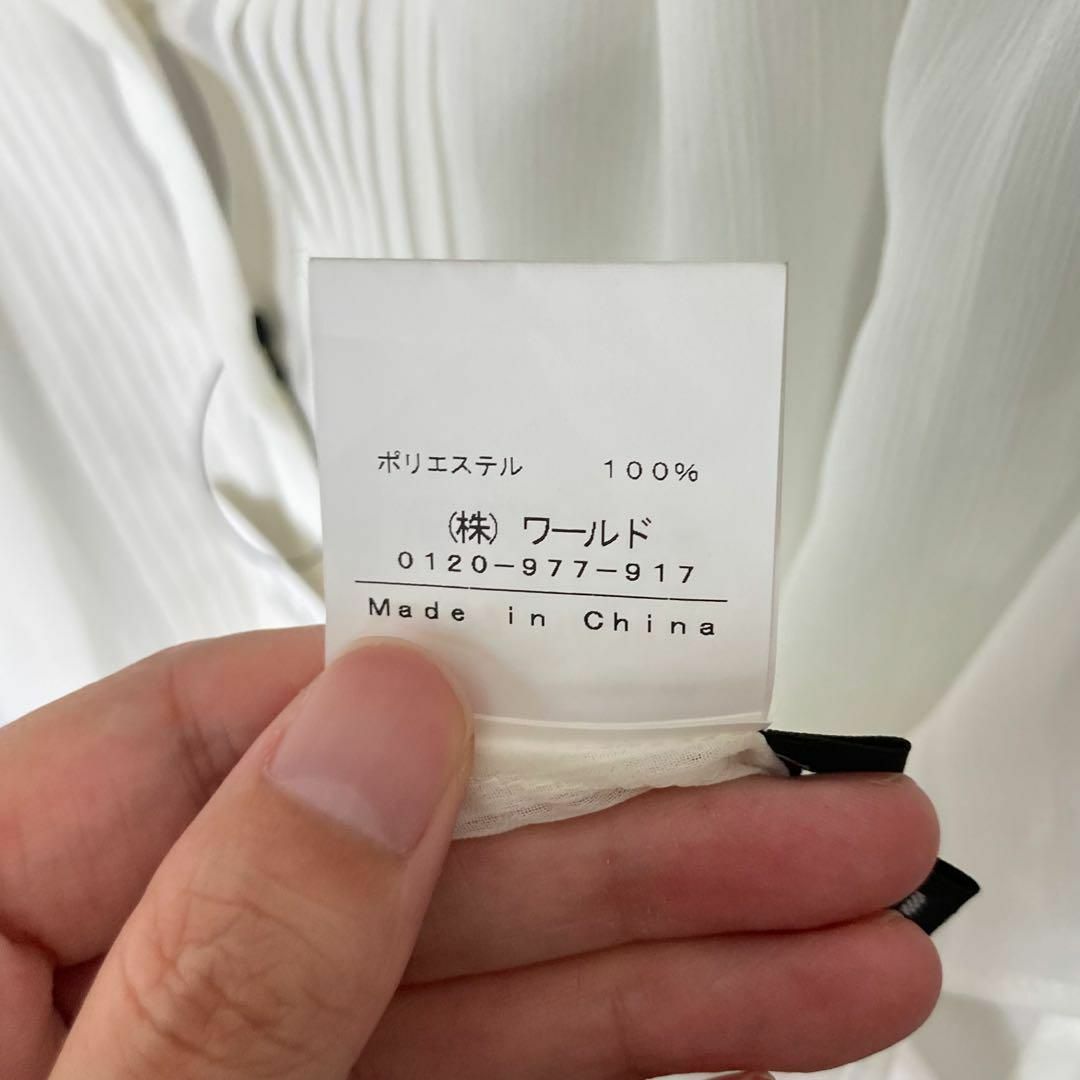 ポリエステル 100%
(株) ワールド
0120-977-917
Made in China